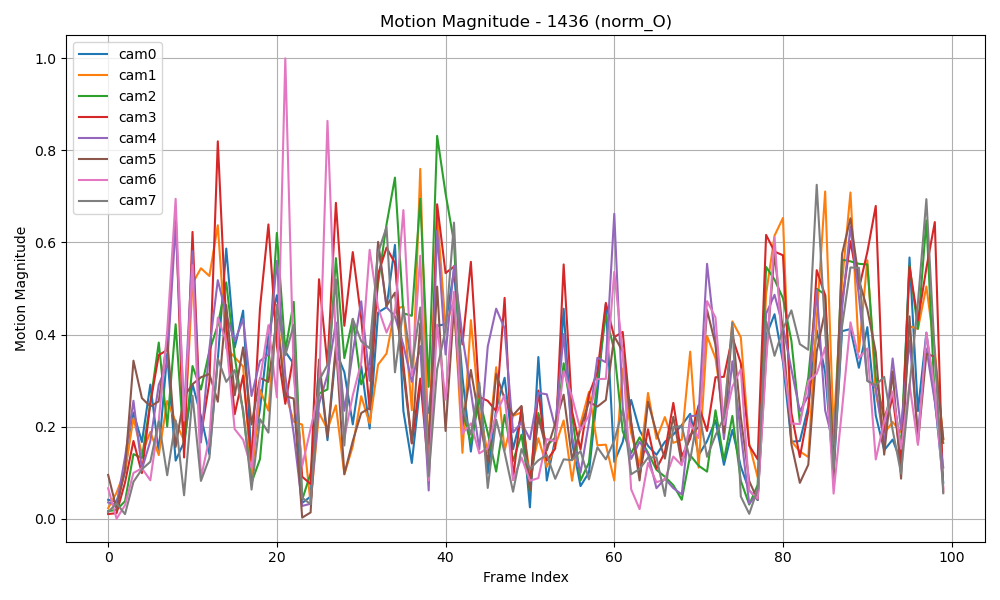 Motion Magnitude - 1436 (norm_O)
Motion Magnitude
1.0
0.8
0.6
0.4
0.2
0.0
cam0
cam1
cam2
cam3
cam4
cam5
cam6
cam7
0
20
40
60
80
100
Frame Index